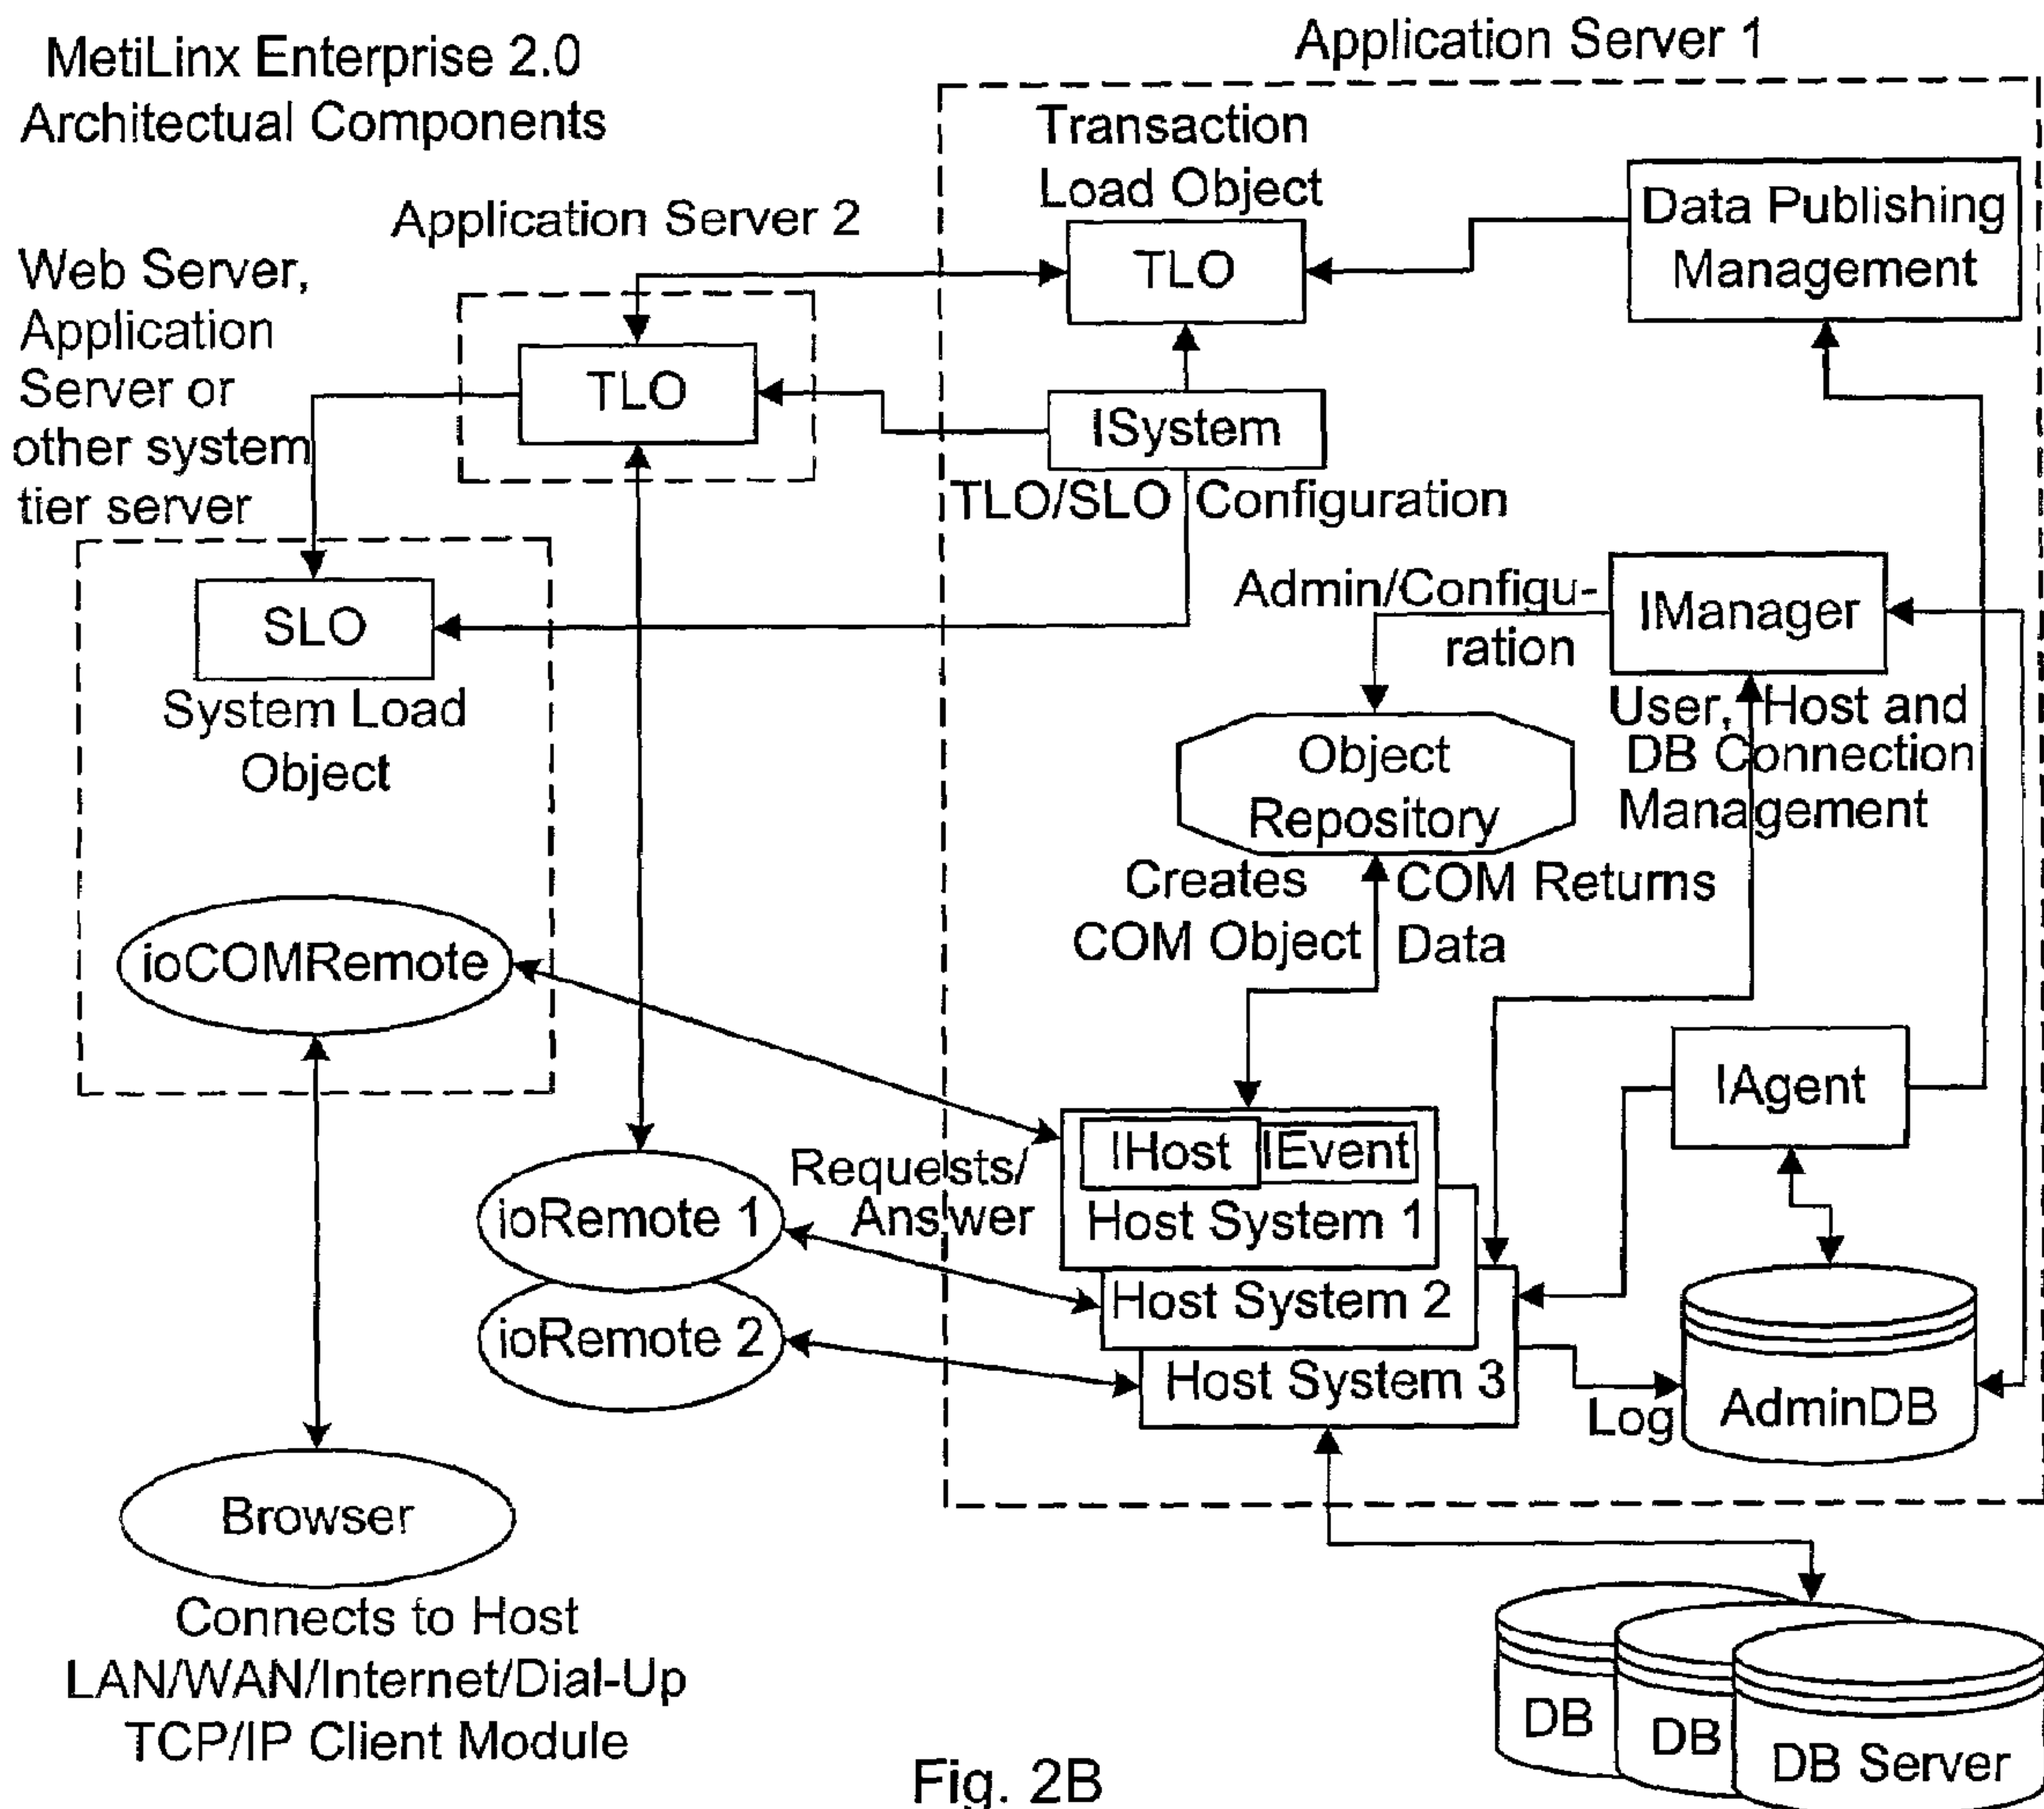 MetiLinx Enterprise 2.0
Architectual Components
Application Server 1
Transaction
Load Object
TLO
Data Publishing
Management
Application Server 2
TLO
Web Server,
Application
Server or
other system
tier server
ISystem
TLO/SLO Configuration
SLO
System Load
Object
Admin/Configu-
ration
IManager
User, Host and
DB Connection
Management
Object
Repository
Creates
COM Object
COM Returns
Data
ioCOMRemote
IAgent
IHost
IEvent
Host System 1
Host System 2
Host System 3
Requests/
Answer
ioRemote 1
ioRemote 2
Log
AdminDB
Browser
Connects to Host
LAN/WAN/Internet/Dial-Up
TCP/IP Client Module
DB
DB
DB Server
Fig. 2B